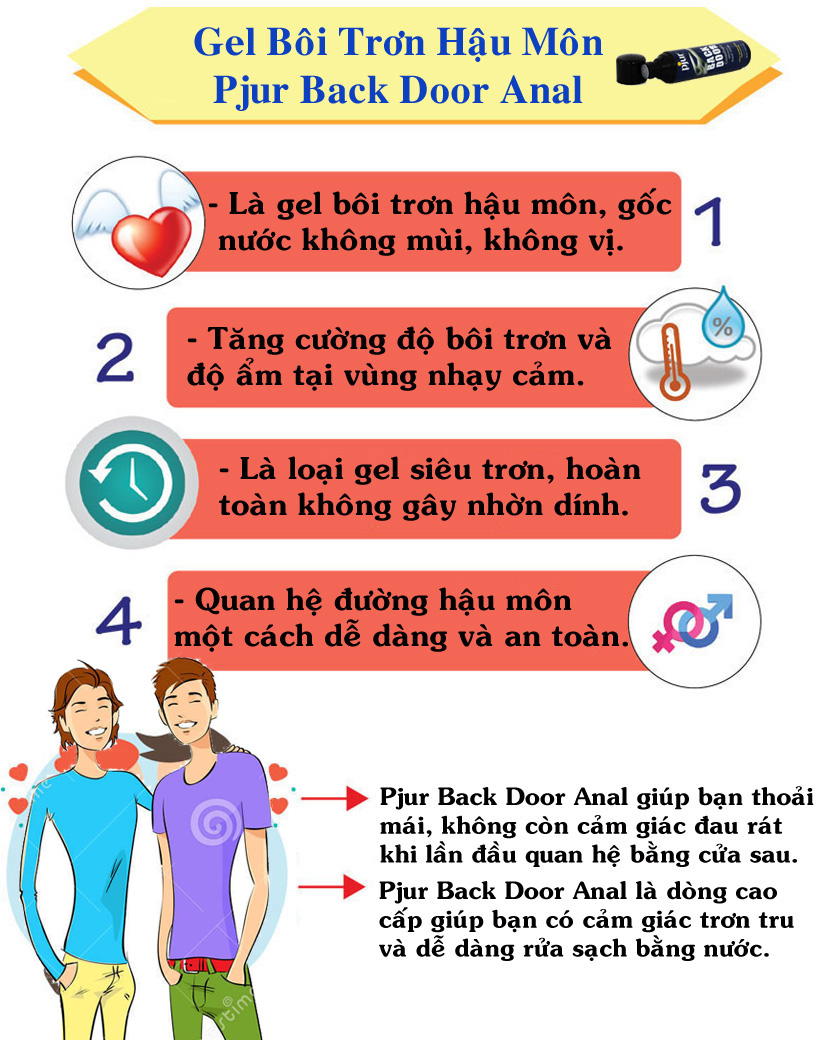 Gel Bôi Trơn Hậu Môn
Pjur Back Door Anal
pjur
BACK
DOOR
- Là gel bôi trơn hậu môn, gốc
nước không mùi, không vị.
1
2
- Tăng cường độ bôi trơn và
độ ẩm tại vùng nhạy cảm.
%
- Là loại gel siêu trơn, hoàn
toàn không gây nhờn dính.
3
4
- Quan hệ đường hậu môn
một cách dễ dàng và an toàn.
Pjur Back Door Anal giúp bạn thoải
mái, không còn cảm giác đau rát
khi lần đầu quan hệ bằng cửa sau.
Pjur Back Door Anal là dòng cao
cấp giúp bạn có cảm giác trơn tru
và dễ dàng rửa sạch bằng nước.